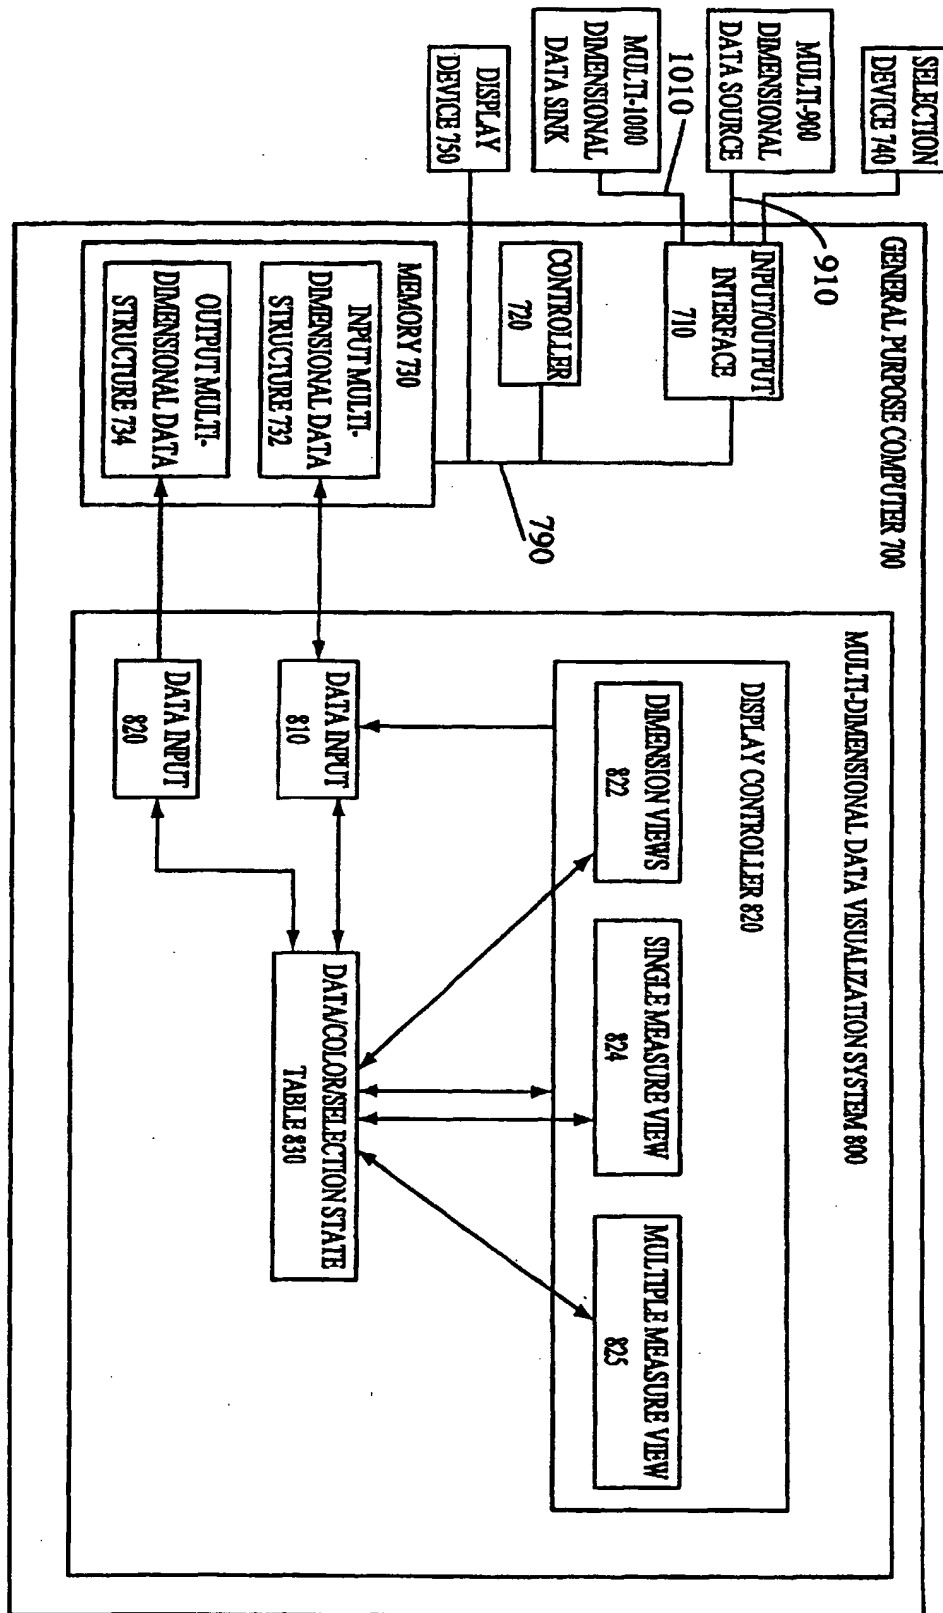 SELECTION
DEVICE 740
MULTI-900
DIMENSIONAL
DATA SOURCE
MULTI-1000
DIMENSIONAL
DATA SINK
DISPLAY
DEVICE 750
1010
910
GENERAL PURPOSE COMPUTER 700
INPUT/OUTPUT
INTERFACE
710
CONTROLLER
720
790
MEMORY 730
INPUT MULTI-
DIMENSIONAL DATA
STRUCTURE 732
OUTPUT MULTI-
DIMENSIONAL DATA
STRUCTURE 734
MULTI-DIMENSIONAL DATA VISUALIZATION SYSTEM 800
DISPLAY CONTROLLER 820
DIMENSION VIEWS
822
SINGLE MEASURE VIEW
824
MULTIPLE MEASURE VIEW
825
DATA INPUT
810
DATA INPUT
820
DATA/COLOR/SELECTION STATE
TABLE 830